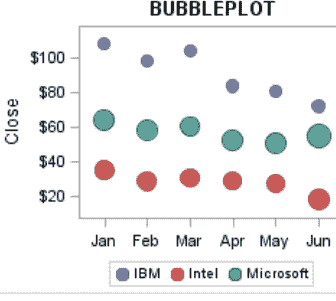 BUBBLEPLOT
Close
$100
$80
$60
$40
$20
Jan Feb Mar Apr May Jun
IBM Intel Microsoft